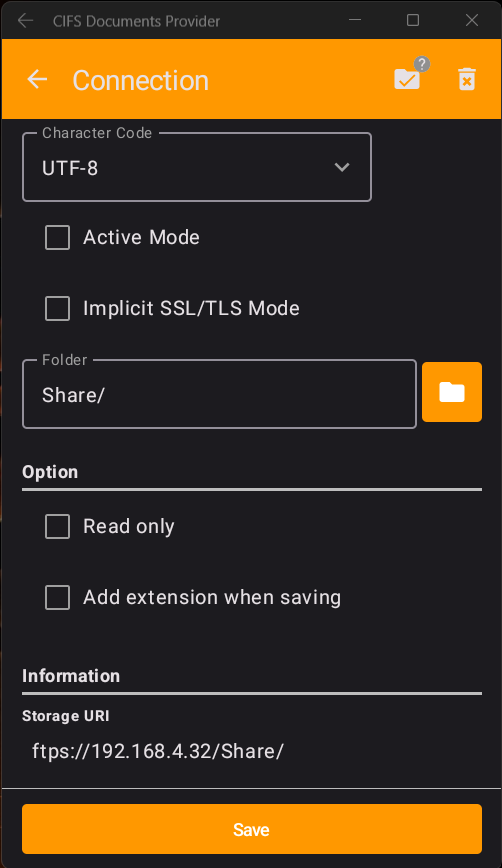 CIFS Documents Provider
Connection
?
Character Code
UTF-8
Active Mode
Implicit SSL/TLS Mode
Folder
Share/
Option
Read only
Add extension when saving
Information
Storage URI
ftps://192.168.4.32/Share/
Save